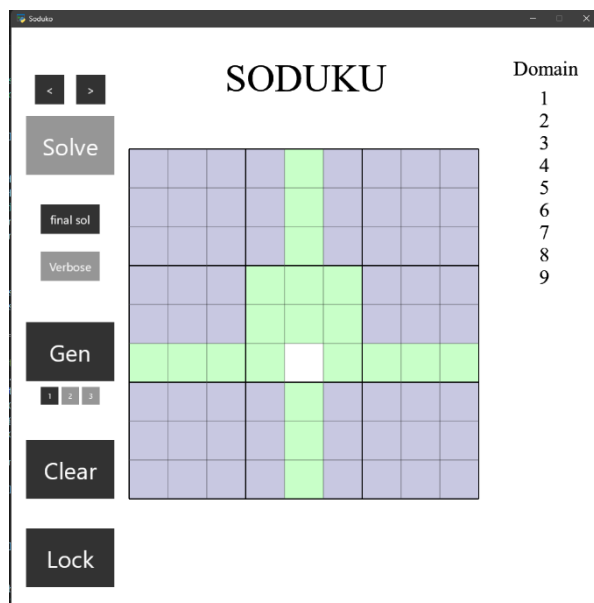 Soduko
SODUKU
< >
Solve
final sol
Verbose
Gen
1 2 3
Clear
Lock
Domain
1
2
3
4
5
6
7
8
9